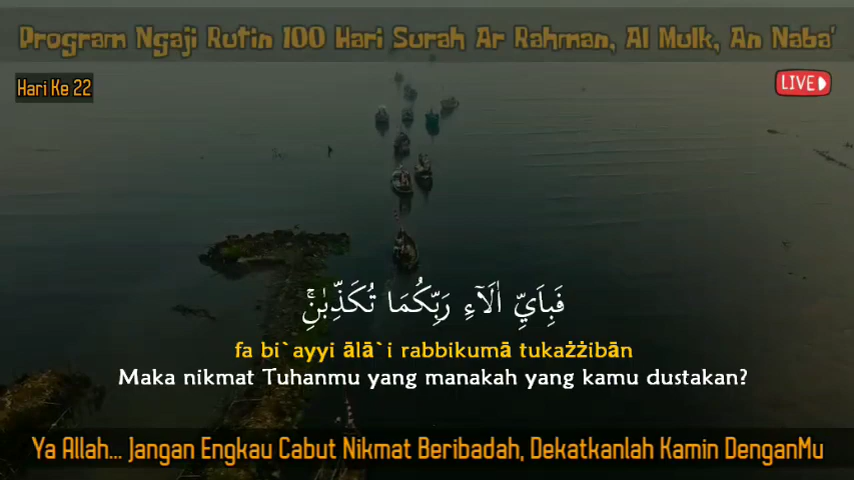 Program Ngaji Rutin 100 Hari Surah Ar Rahman, Al Mulk, An Naba'
Hari Ke 22
LIVE
فَبِاَيِّ اٰلَاۤءِ رَبِّكُمَا تُكَذِّبٰنِۚ
fa bi`ayyi ālā`i rabbikumā tukażżibān
Maka nikmat Tuhanmu yang manakah yang kamu dustakan?
Ya Allah... Jangan Engkau Cabut Nikmat Beribadah, Dekatkanlah Kamin DenganMu